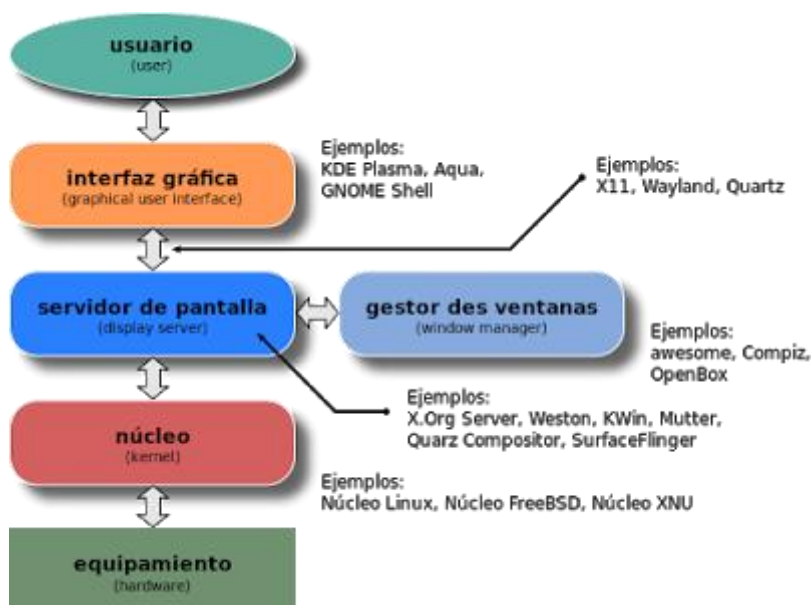 usuario
(user)
interfaz gráfica
(graphical user interface)
Ejemplos:
KDE Plasma, Aqua,
GNOME Shell
Ejemplos:
X11, Wayland, Quartz
servidor de pantalla
(display server)
gestor des ventanas
(window manager)
Ejemplos:
awesome, Compiz,
OpenBox
Ejemplos:
X.Org Server, Weston, KWin, Mutter,
Quarz Compositor, SurfaceFlinger
núcleo
(kernel)
Ejemplos:
Núcleo Linux, Núcleo FreeBSD, Núcleo XNU
equipamiento
(hardware)